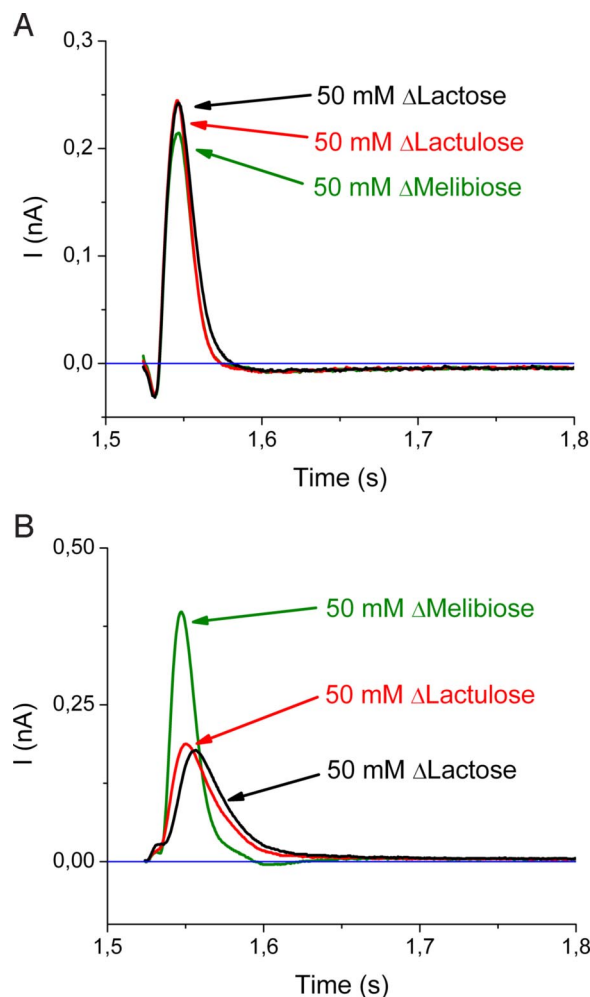 A
0,3
50 mM ΔLactose
50 mM ΔLactulose
0,2
50 mM ΔMelibiose
I (nA)
0,1
0,0
1,5 1,6 1,7 1,8
Time (s)
B
0,50
50 mM ΔMelibiose
50 mM ΔLactulose
0,25
I (nA)
50 mM ΔLactose
0,00
1,5 1,6 1,7 1,8
Time (s)